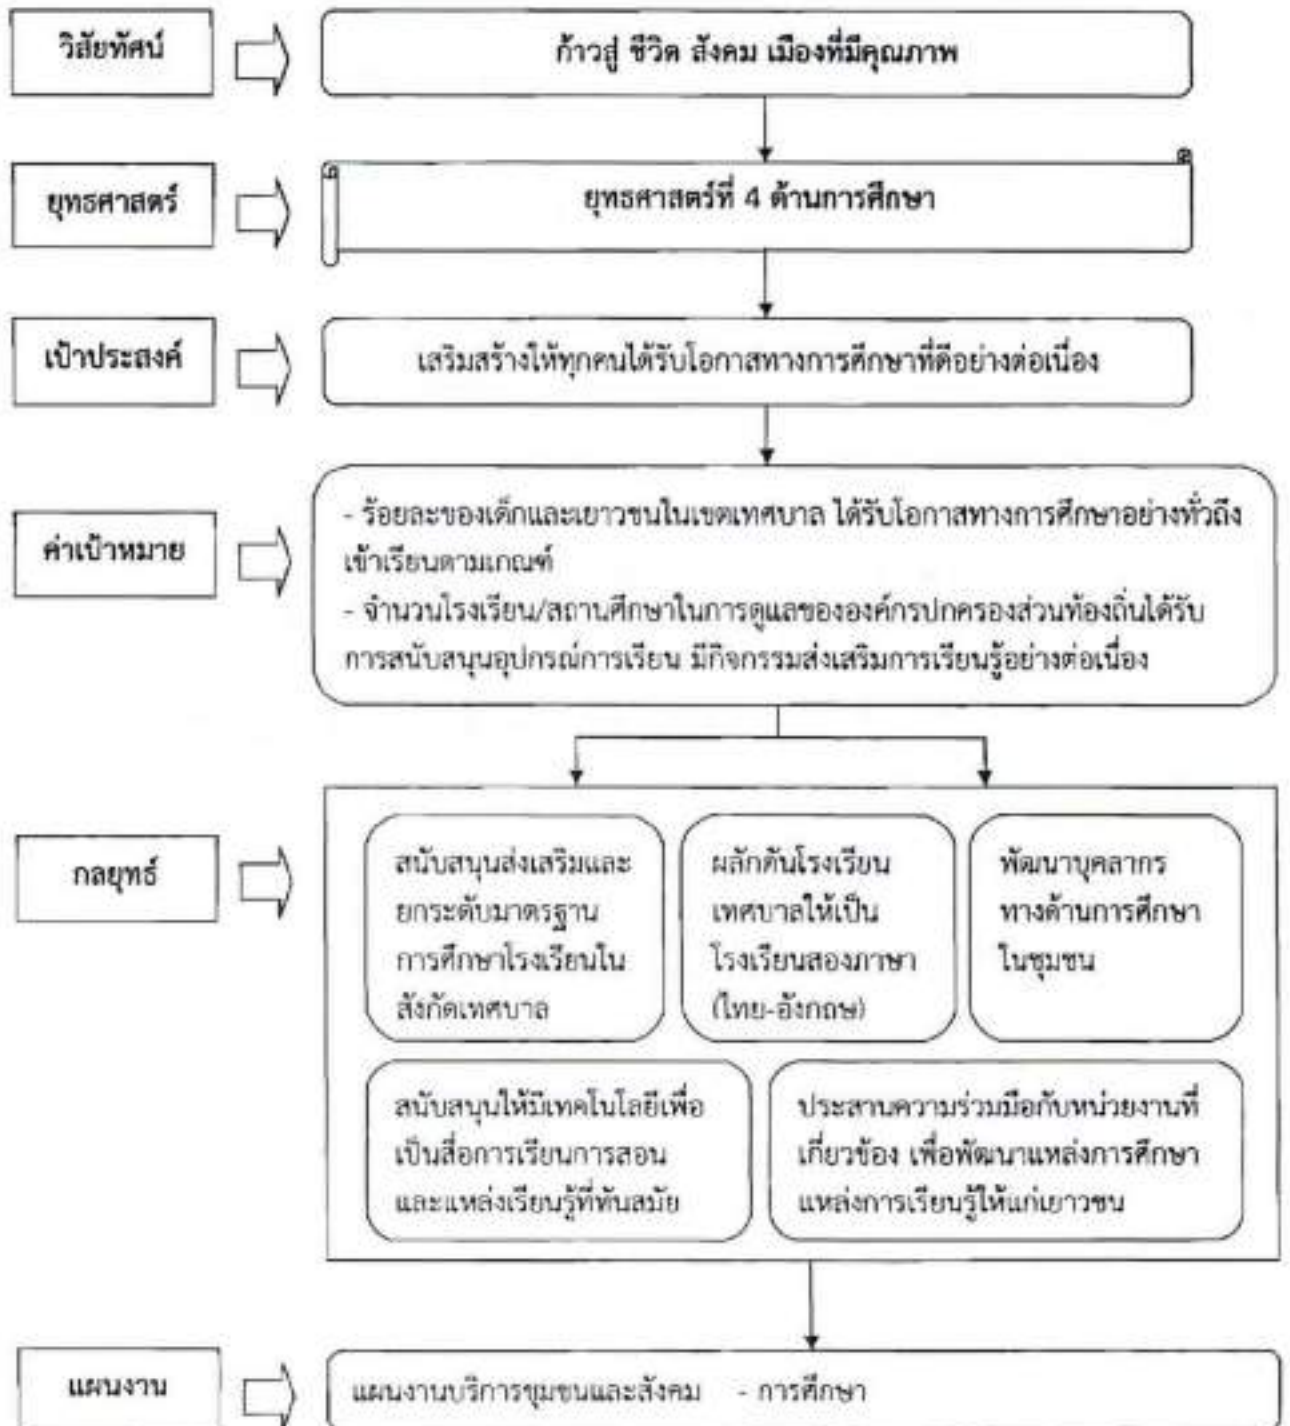 วิสัยทัศน์
ก้าวสู่ ชีวิต สังคม เมืองที่มีคุณภาพ
ยุทธศาสตร์
ยุทธศาสตร์ที่ 4 ด้านการศึกษา
เป้าประสงค์
เสริมสร้างให้ทุกคนได้รับโอกาสทางการศึกษาที่ดีอย่างต่อเนื่อง
ค่าเป้าหมาย
- ร้อยละของเด็กและเยาวชนในเขตเทศบาล ได้รับโอกาสทางการศึกษาอย่างทั่วถึง
เข้าเรียนตามเกณฑ์
- จำนวนโรงเรียน/สถานศึกษาในการดูแลขององค์กรปกครองส่วนท้องถิ่นได้รับ
การสนับสนุนอุปกรณ์การเรียน มีกิจกรรมส่งเสริมการเรียนรู้อย่างต่อเนื่อง
กลยุทธ์
สนับสนุนส่งเสริมและ
ยกระดับมาตรฐาน
การศึกษาโรงเรียนใน
สังกัดเทศบาล
ผลักดันโรงเรียน
เทศบาลให้เป็น
โรงเรียนสองภาษา
(ไทย-อังกฤษ)
พัฒนาบุคลากร
ทางด้านการศึกษา
ในชุมชน
สนับสนุนให้มีเทคโนโลยีเพื่อ
เป็นสื่อการเรียนการสอน
และแหล่งเรียนรู้ที่ทันสมัย
ประสานความร่วมมือกับหน่วยงานที่
เกี่ยวข้อง เพื่อพัฒนาแหล่งการศึกษา
แหล่งการเรียนรู้ให้แก่เยาวชน
แผนงาน
แผนงานบริการชุมชนและสังคม - การศึกษา